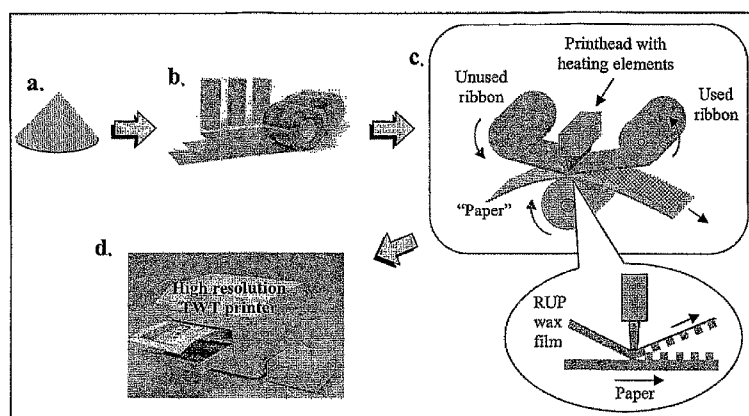 a.
b.
c.
Printhead with
heating elements
Unused
ribbon
Used
ribbon
"Paper"
d.
High resolution
TWT printer
RUP
wax
film
Paper